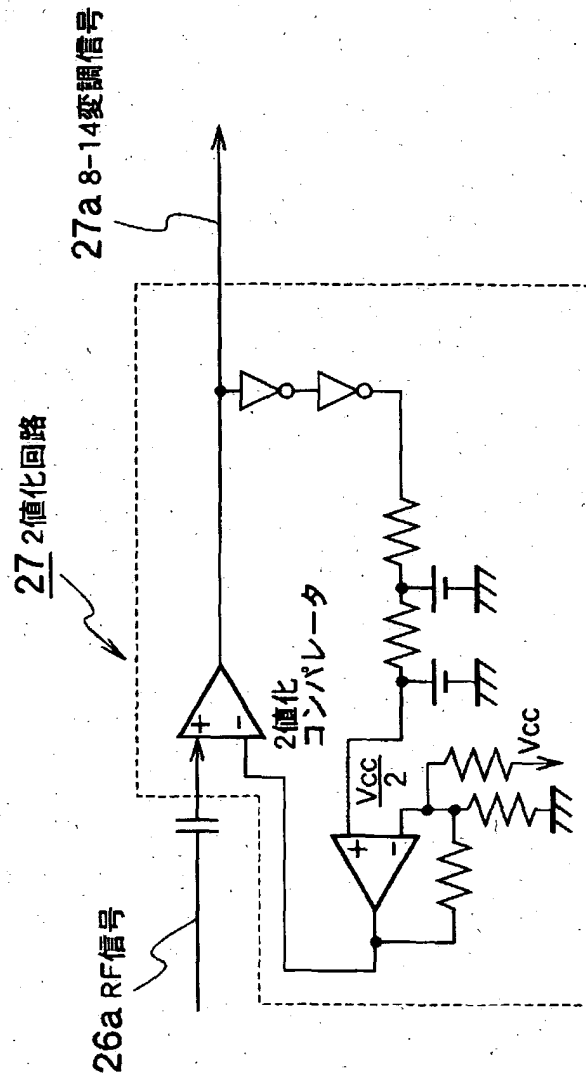 27 2値化回路
26a RF信号
27a 8-14変調信号
+
-
2値化
コンパレータ
Vcc
2
+
-
Vcc